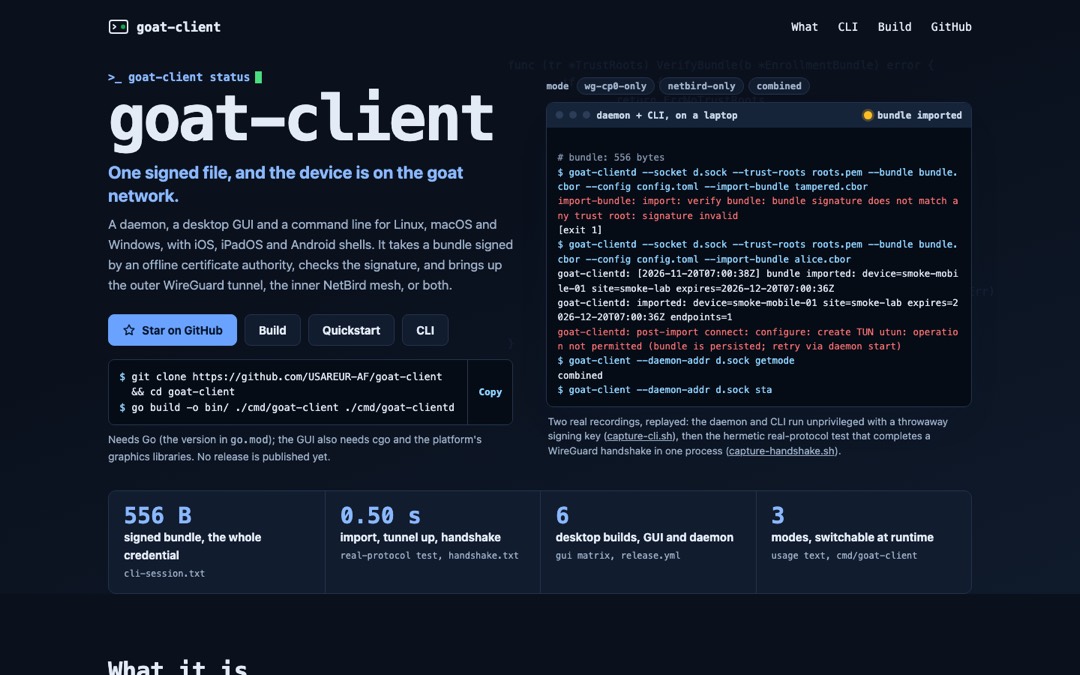 goat-client
What CLI Build GitHub
>_ goat-client status
goat-client
One signed file, and the device is on the goat
network.
A daemon, a desktop GUI and a command line for Linux, macOS and
Windows, with iOS, iPadOS and Android shells. It takes a bundle signed
by an offline certificate authority, checks the signature, and brings up
the outer WireGuard tunnel, the inner NetBird mesh, or both.
Star on GitHub Build Quickstart CLI
$ git clone https://github.com/USAREUR-AF/goat-client
&& cd goat-client
$ go build -o bin/ ./cmd/goat-client ./cmd/goat-clientd
Copy
Needs Go (the version in go.mod); the GUI also needs cgo and the platform's
graphics libraries. No release is published yet.
func (tr *TrustRoots) VerifyBundle(b *EnrollmentBundle) error {
mode wg-cp0-only netbird-only combined
daemon + CLI, on a laptop bundle imported
# bundle: 556 bytes
$ goat-clientd --socket d.sock --trust-roots roots.pem --bundle bundle.
cbor --config config.toml --import-bundle tampered.cbor
import-bundle: import: verify bundle: bundle signature does not match a
ny trust root: signature invalid
[exit 1]
$ goat-clientd --socket d.sock --trust-roots roots.pem --bundle bundle.
cbor --config config.toml --import-bundle alice.cbor
goat-clientd: [2026-11-20T07:00:38Z] bundle imported: device=smoke-mobi
le-01 site=smoke-lab expires=2026-12-20T07:00:36Z
goat-clientd: imported: device=smoke-mobile-01 site=smoke-lab expires=2
026-12-20T07:00:36Z endpoints=1
goat-clientd: post-import connect: configure: create TUN utun: operatio
n not permitted (bundle is persisted; retry via daemon start)
$ goat-client --daemon-addr d.sock getmode
combined
$ goat-client --daemon-addr d.sock sta
Two real recordings, replayed: the daemon and CLI run unprivileged with a throwaway
signing key (capture-cli.sh), then the hermetic real-protocol test that completes a
WireGuard handshake in one process (capture-handshake.sh).
556 B
signed bundle, the whole
credential
cli-session.txt
0.50 s
import, tunnel up, handshake
real-protocol test, handshake.txt
6
desktop builds, GUI and daemon
gui matrix, release.yml
3
modes, switchable at runtime
usage text, cmd/goat-client
What it is